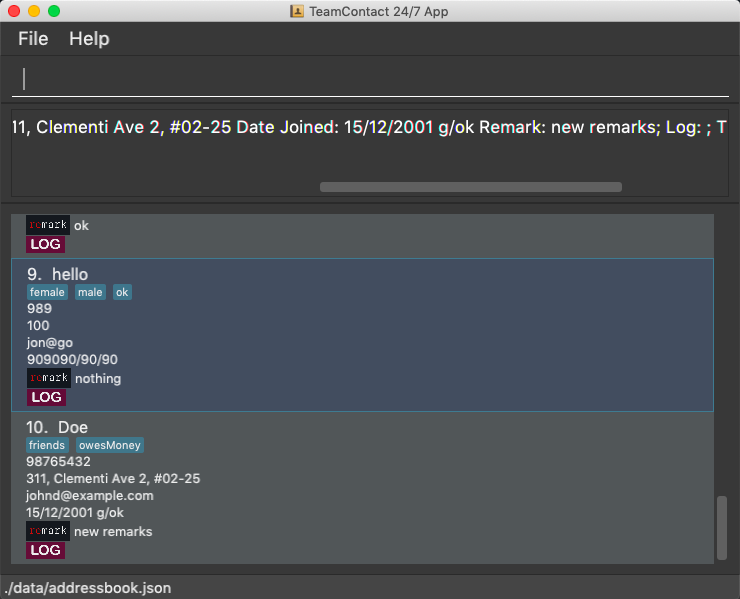 TeamContact 24/7 App
File Help
11, Clementi Ave 2, #02-25 Date Joined: 15/12/2001 g/ok Remark: new remarks; Log: ; T
remark ok
LOG
9. hello
female male ok
989
100
jon@go
909090/90/90
remark nothing
LOG
10. Doe
friends owesMoney
98765432
311, Clementi Ave 2, #02-25
johnd@example.com
15/12/2001 g/ok
remark new remarks
LOG
./data/addressbook.json